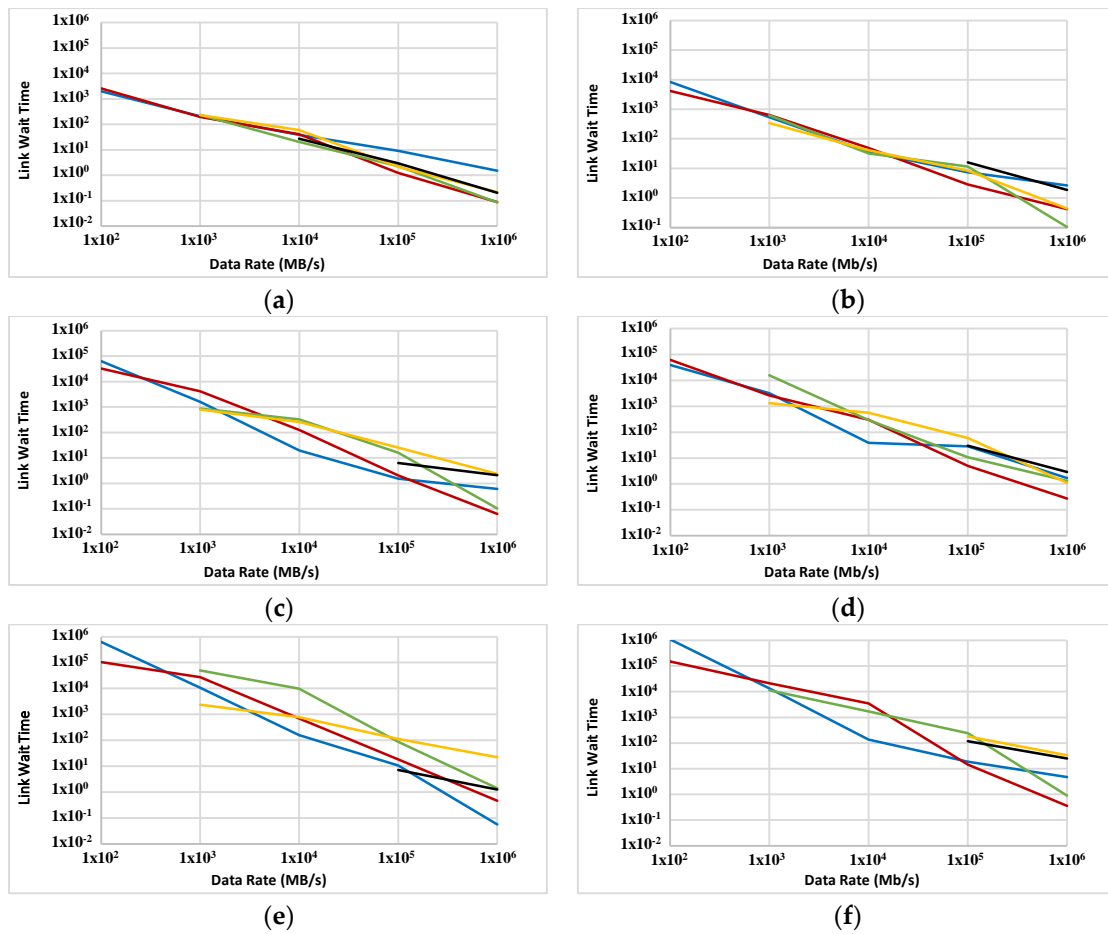 1x10⁶
1x10⁵
1x10⁴
1x10³
1x10²
1x10¹
1x10⁰
1x10⁻¹
1x10⁻²
Link Wait Time
1x10² 1x10³ 1x10⁴ 1x10⁵ 1x10⁶
Data Rate (MB/s)
(a)
1x10⁶
1x10⁵
1x10⁴
1x10³
1x10²
1x10¹
1x10⁰
1x10⁻¹
Link Wait Time
1x10² 1x10³ 1x10⁴ 1x10⁵ 1x10⁶
Data Rate (Mb/s)
(b)
1x10⁶
1x10⁵
1x10⁴
1x10³
1x10²
1x10¹
1x10⁰
1x10⁻¹
1x10⁻²
Link Wait Time
1x10² 1x10³ 1x10⁴ 1x10⁵ 1x10⁶
Data Rate (MB/s)
(c)
1x10⁶
1x10⁵
1x10⁴
1x10³
1x10²
1x10¹
1x10⁰
1x10⁻¹
1x10⁻²
Link Wait Time
1x10² 1x10³ 1x10⁴ 1x10⁵ 1x10⁶
Data Rate (Mb/s)
(d)
1x10⁶
1x10⁵
1x10⁴
1x10³
1x10²
1x10¹
1x10⁰
1x10⁻¹
1x10⁻²
Link Wait Time
1x10² 1x10³ 1x10⁴ 1x10⁵ 1x10⁶
Data Rate (MB/s)
(e)
1x10⁶
1x10⁵
1x10⁴
1x10³
1x10²
1x10¹
1x10⁰
1x10⁻¹
1x10⁻²
Link Wait Time
1x10² 1x10³ 1x10⁴ 1x10⁵ 1x10⁶
Data Rate (Mb/s)
(f)